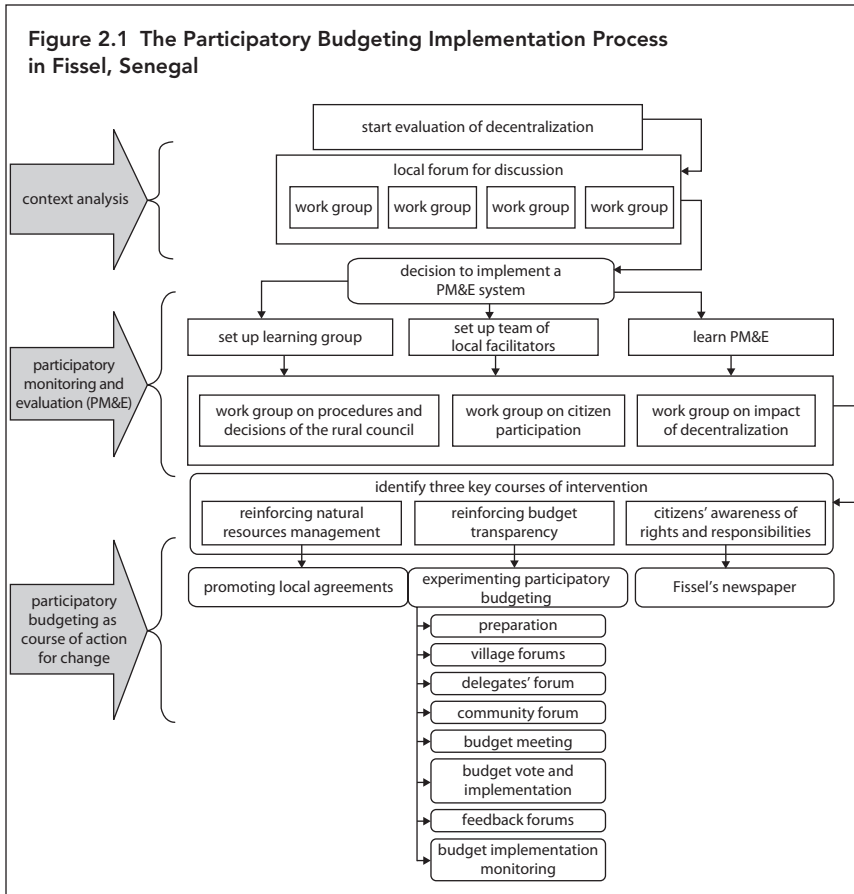 Figure 2.1 The Participatory Budgeting Implementation Process
in Fissel, Senegal
start evaluation of decentralization
local forum for discussion
work group work group work group work group
context analysis
decision to implement a
PM&E system
set up learning group
set up team of
local facilitators
learn PM&E
participatory
monitoring and
evaluation (PM&E)
work group on procedures and
decisions of the rural council
work group on citizen
participation
work group on impact
of decentralization
identify three key courses of intervention
reinforcing natural
resources management
reinforcing budget
transparency
citizens' awareness of
rights and responsibilities
participatory
budgeting as
course of action
for change
promoting local agreements
experimenting participatory
budgeting
Fissel's newspaper
preparation
village forums
delegates' forum
community forum
budget meeting
budget vote and
implementation
feedback forums
budget implementation
monitoring